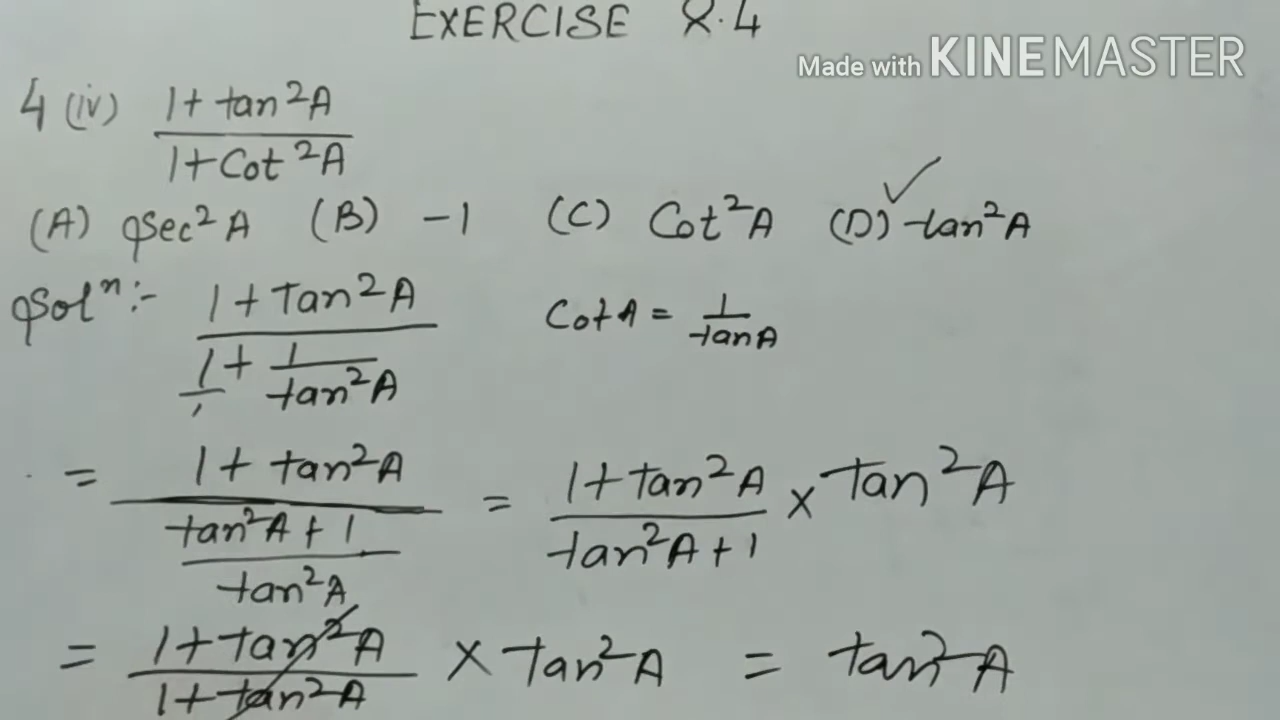 EXERCISE 8.4
Made with KINEMASTER
4 (iv) 1 + tan²A / 1 + Cot²A
(A) Sec²A (B) -1 (C) Cot²A (D) tan²A
Solⁿ:- 1 + Tan²A / 1/1 + 1/tan²A CotA = 1/tanA
= 1 + tan²A / tan²A + 1 / tan²A = 1 + tan²A / tan²A + 1 × tan²A
= 1 + tan²A / 1 + tan²A × tan²A = tan²A